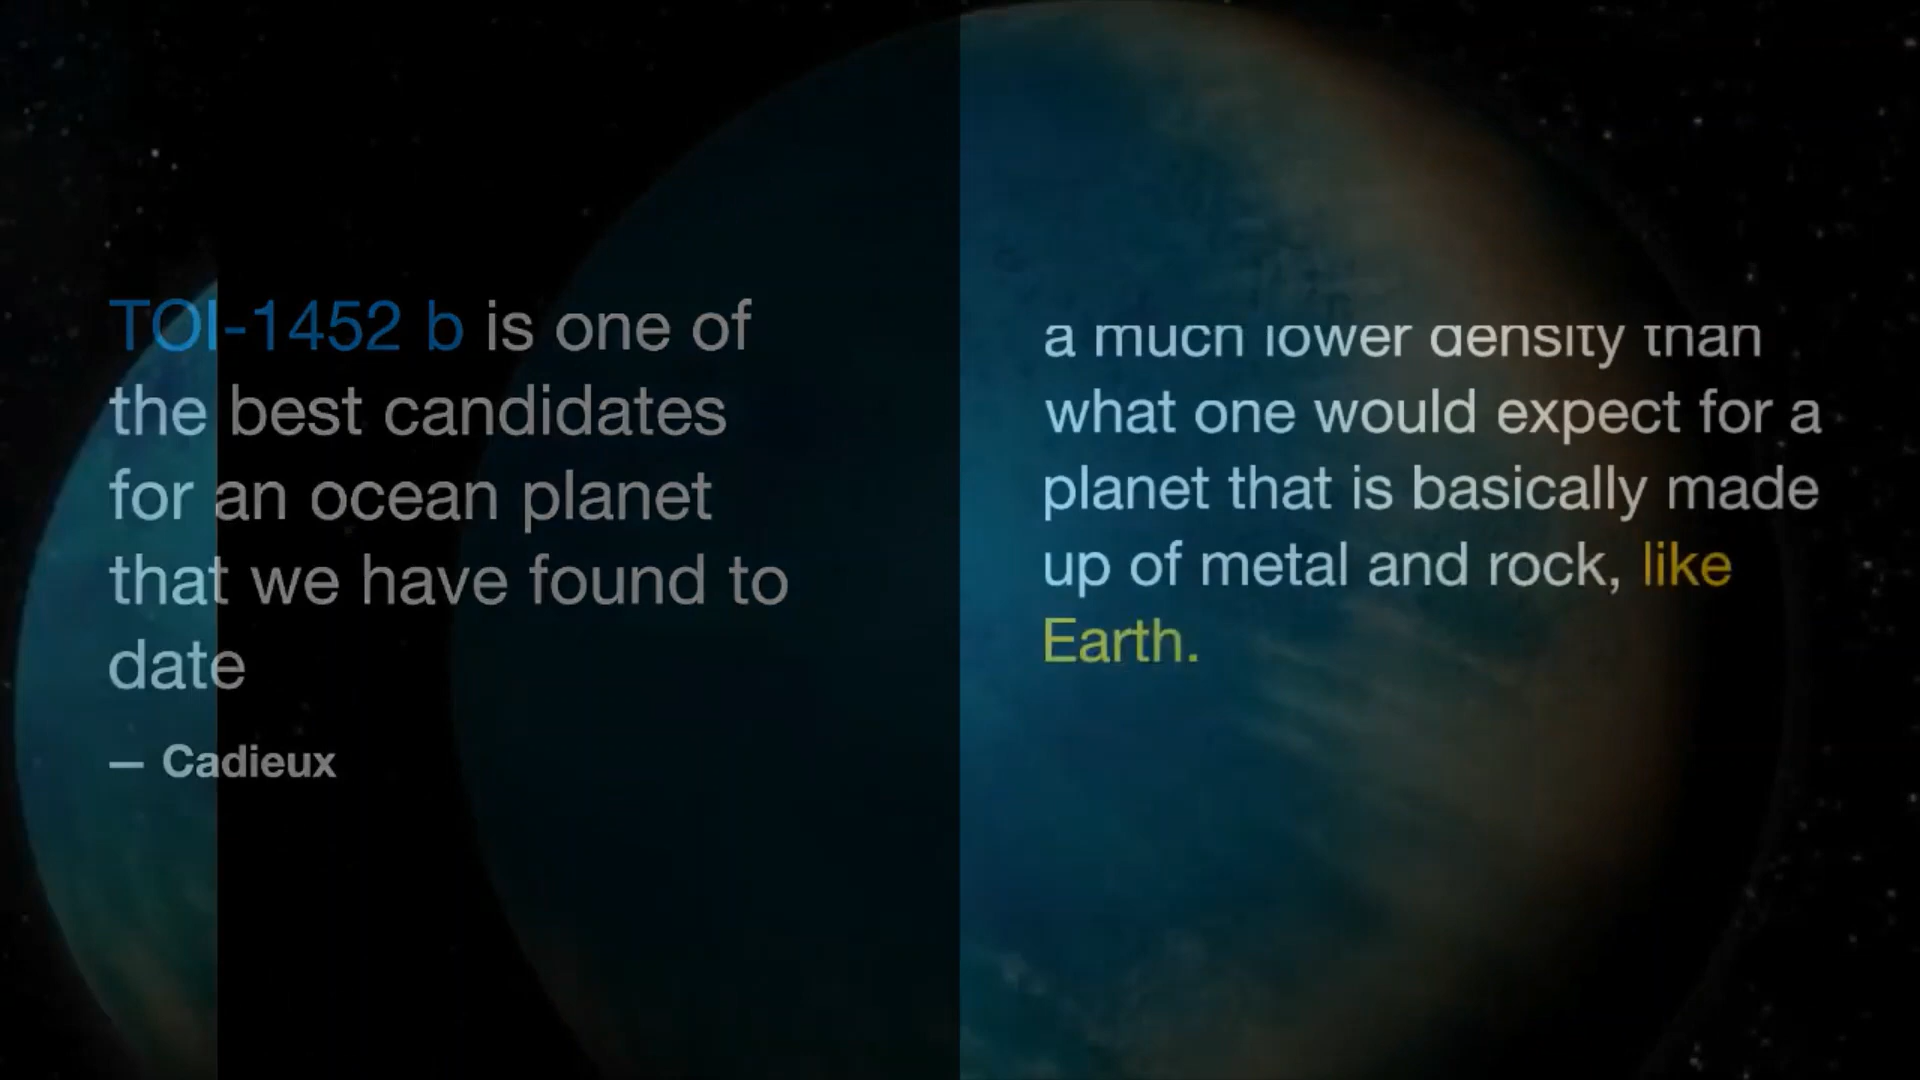 TOI-1452 b is one of
the best candidates
for an ocean planet
that we have found to
date
— Cadieux
a much lower density than
what one would expect for a
planet that is basically made
up of metal and rock, like
Earth.